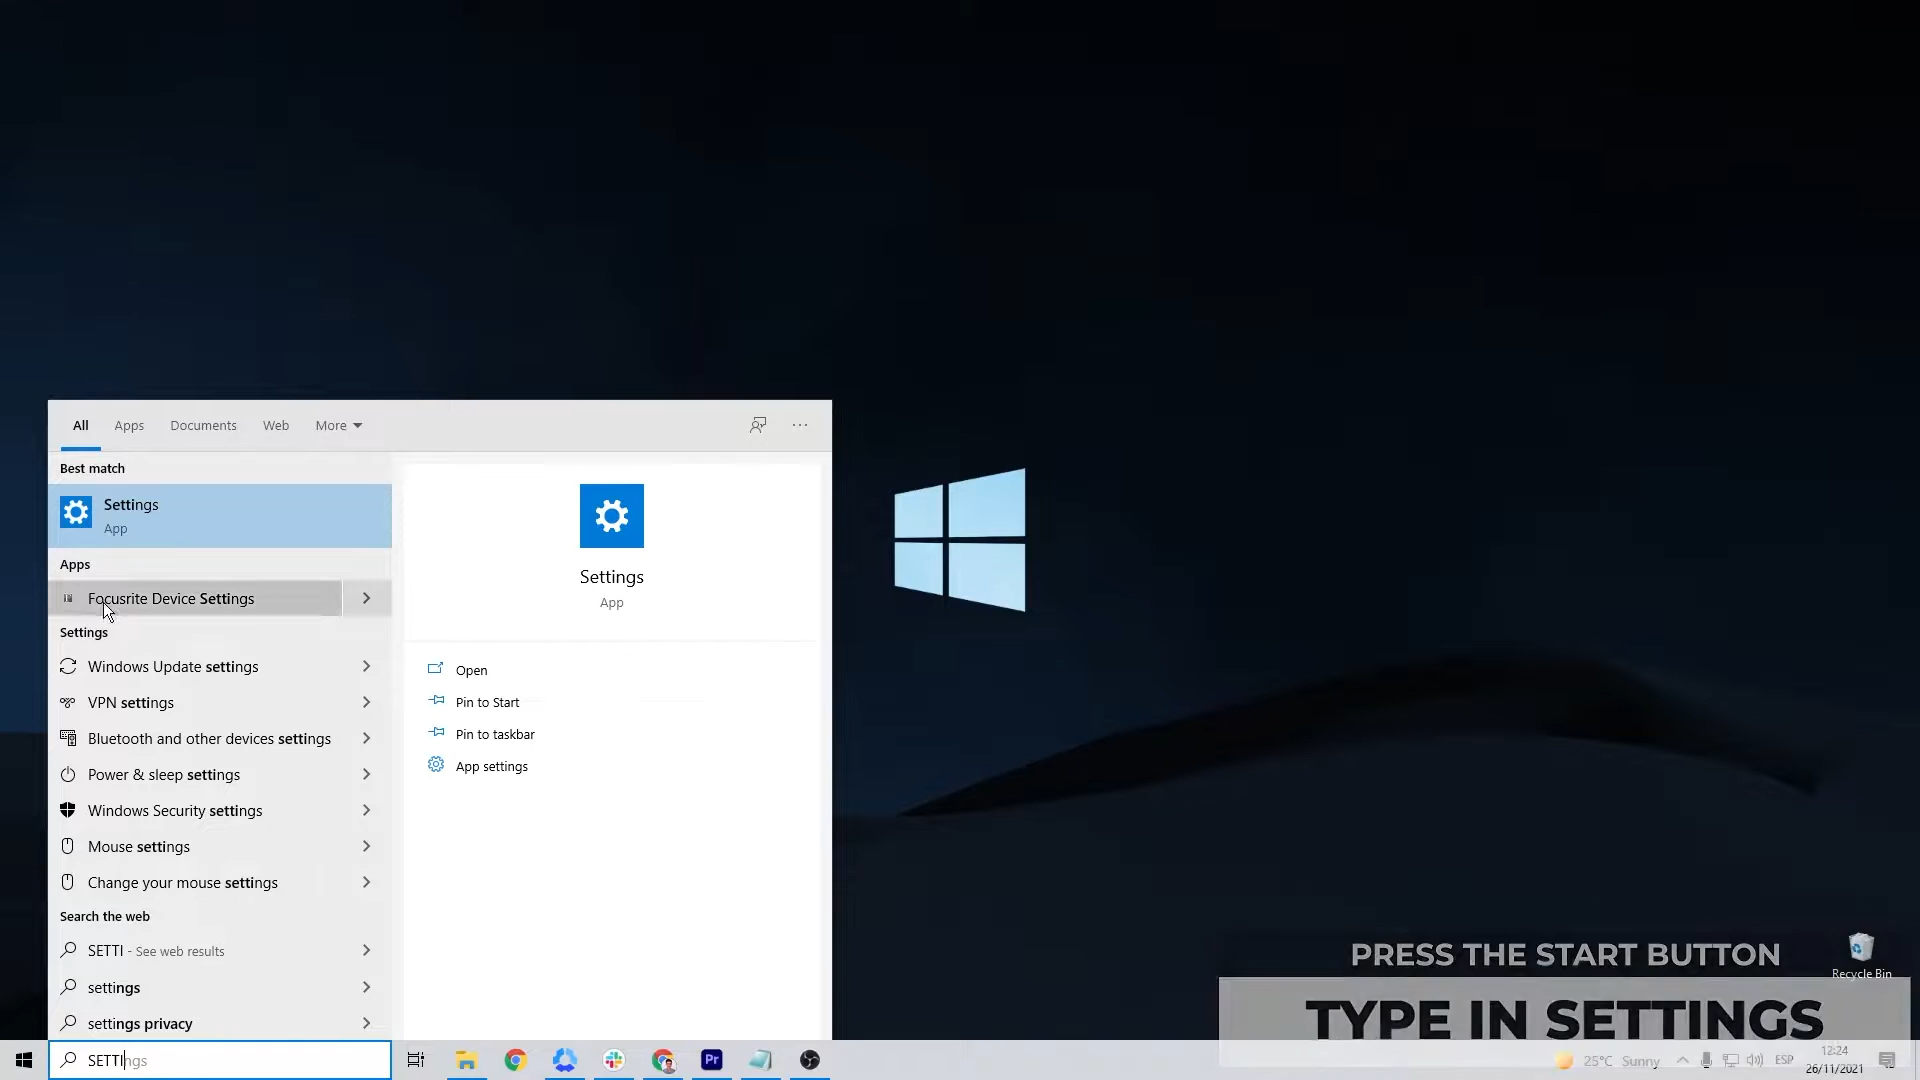 All Apps Documents Web More
Best match
Settings
App
Apps
Focusrite Device Settings
Settings
Windows Update settings
VPN settings
Bluetooth and other devices settings
Power & sleep settings
Windows Security settings
Mouse settings
Change your mouse settings
Search the web
SETTI - See web results
settings
settings privacy
SETTings
Settings
App
Open
Pin to Start
Pin to taskbar
App settings
PRESS THE START BUTTON
TYPE IN SETTINGS
Recycle Bin
Pr
25°C Sunny
ESP
12:24
26/11/2021